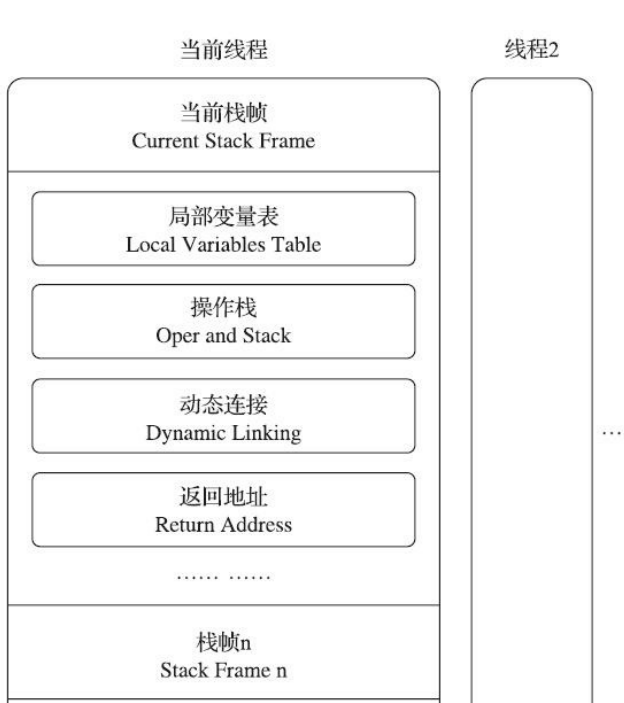 当前线程
线程2
当前栈帧
Current Stack Frame
局部变量表
Local Variables Table
操作栈
Oper and Stack
动态连接
Dynamic Linking
返回地址
Return Address
…… ……
…
栈帧n
Stack Frame n